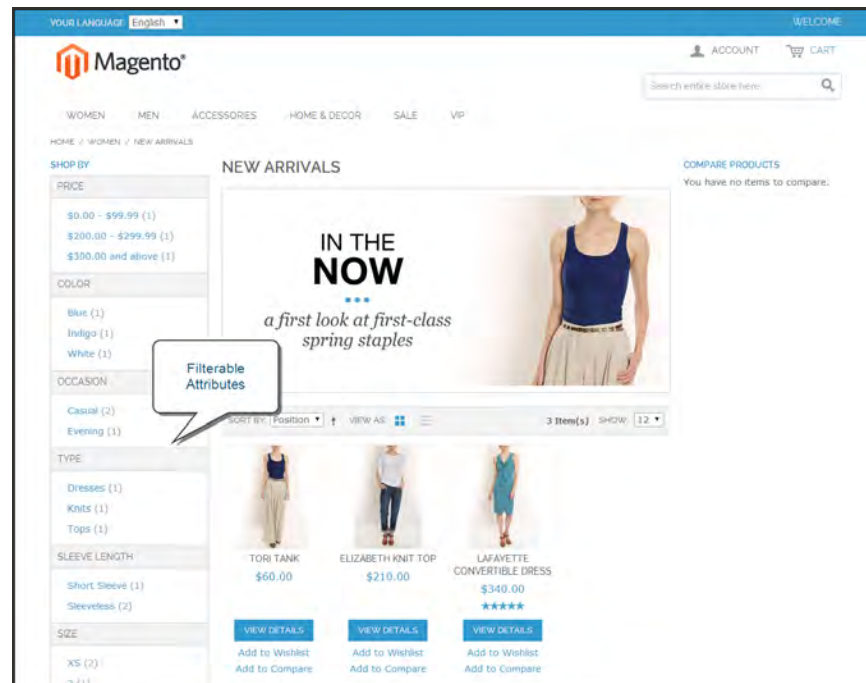 YOUR LANGUAGE: English
WELCOME
Magento®
ACCOUNT
CART
Search entire store here...
WOMEN MEN ACCESSORIES HOME & DECOR SALE VIP
HOME / WOMEN / NEW ARRIVALS
SHOP BY
PRICE
$0.00 - $99.99 (1)
$200.00 - $299.99 (1)
$300.00 and above (1)
COLOR
Blue (1)
Indigo (1)
White (1)
OCCASION
Casual (2)
Evening (1)
TYPE
Dresses (1)
Knits (1)
Tops (1)
SLEEVE LENGTH
Short Sleeve (1)
Sleeveless (2)
SIZE
XS (2)
Filterable
Attributes
NEW ARRIVALS
IN THE
NOW
a first look at first-class
spring staples
SORT BY: Position VIEW AS: 3 Item(s) SHOW: 12
TORI TANK
$60.00
VIEW DETAILS
Add to Wishlist
Add to Compare
ELIZABETH KNIT TOP
$210.00
VIEW DETAILS
Add to Wishlist
Add to Compare
LAFAYETTE
CONVERTIBLE DRESS
$340.00
VIEW DETAILS
Add to Wishlist
Add to Compare
COMPARE PRODUCTS
You have no items to compare.